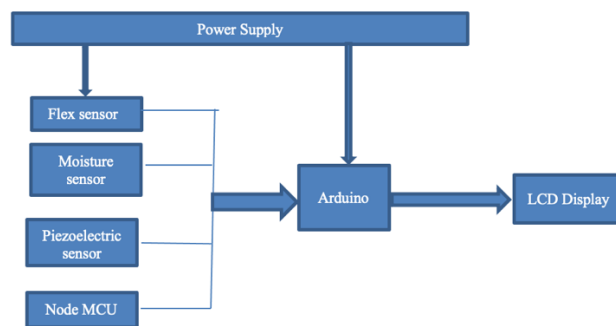 Power Supply
Flex sensor
Moisture
sensor
Piezoelectric
sensor
Node MCU
Arduino
LCD Display